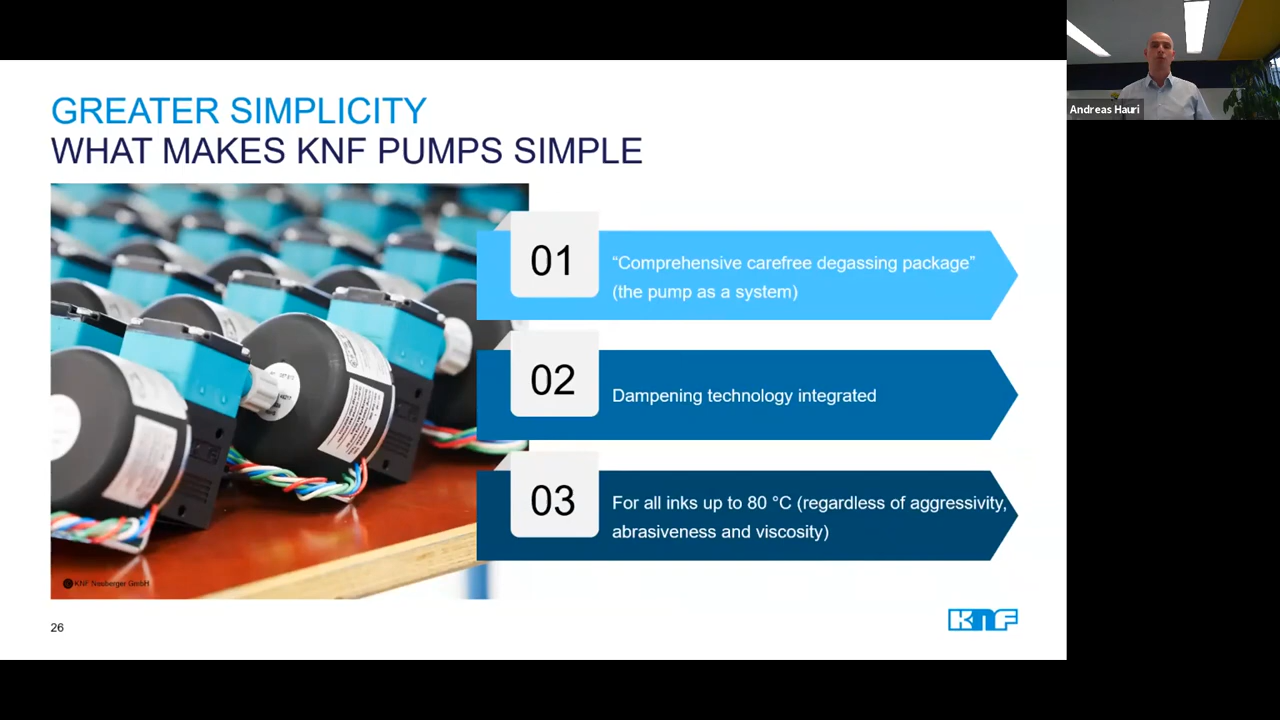 Andreas Hauri
GREATER SIMPLICITY
WHAT MAKES KNF PUMPS SIMPLE
01
“Comprehensive carefree degassing package”
(the pump as a system)
02
Dampening technology integrated
03
For all inks up to 80 °C (regardless of aggressivity,
abrasiveness and viscosity)
KNF Neuberger GmbH
26
KNF